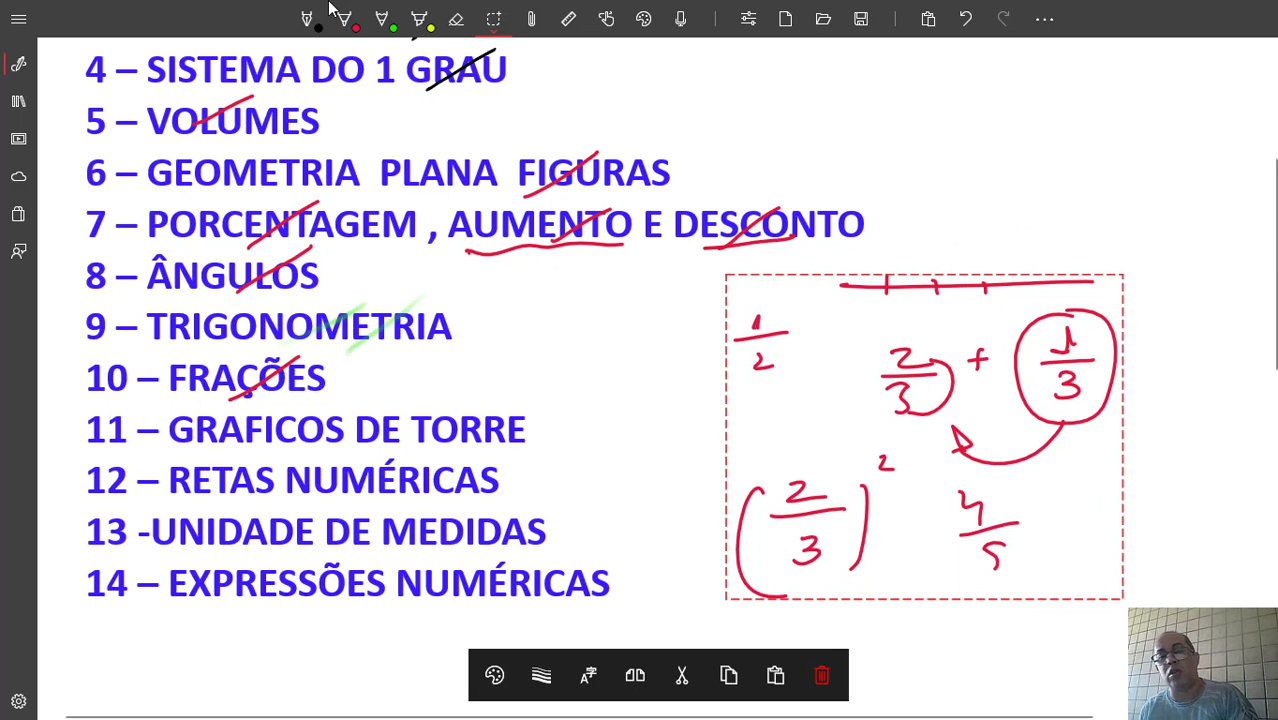 4 – SISTEMA DO 1 GRAU
5 – VOLUMES
6 – GEOMETRIA PLANA FIGURAS
7 – PORCENTAGEM , AUMENTO E DESCONTO
8 – ÂNGULOS
9 – TRIGONOMETRIA
10 – FRAÇÕES
11 – GRAFICOS DE TORRE
12 – RETAS NUMÉRICAS
13 -UNIDADE DE MEDIDAS
14 – EXPRESSÕES NUMÉRICAS
1/2
2/3 + 1/3
(2/3)²
4/5